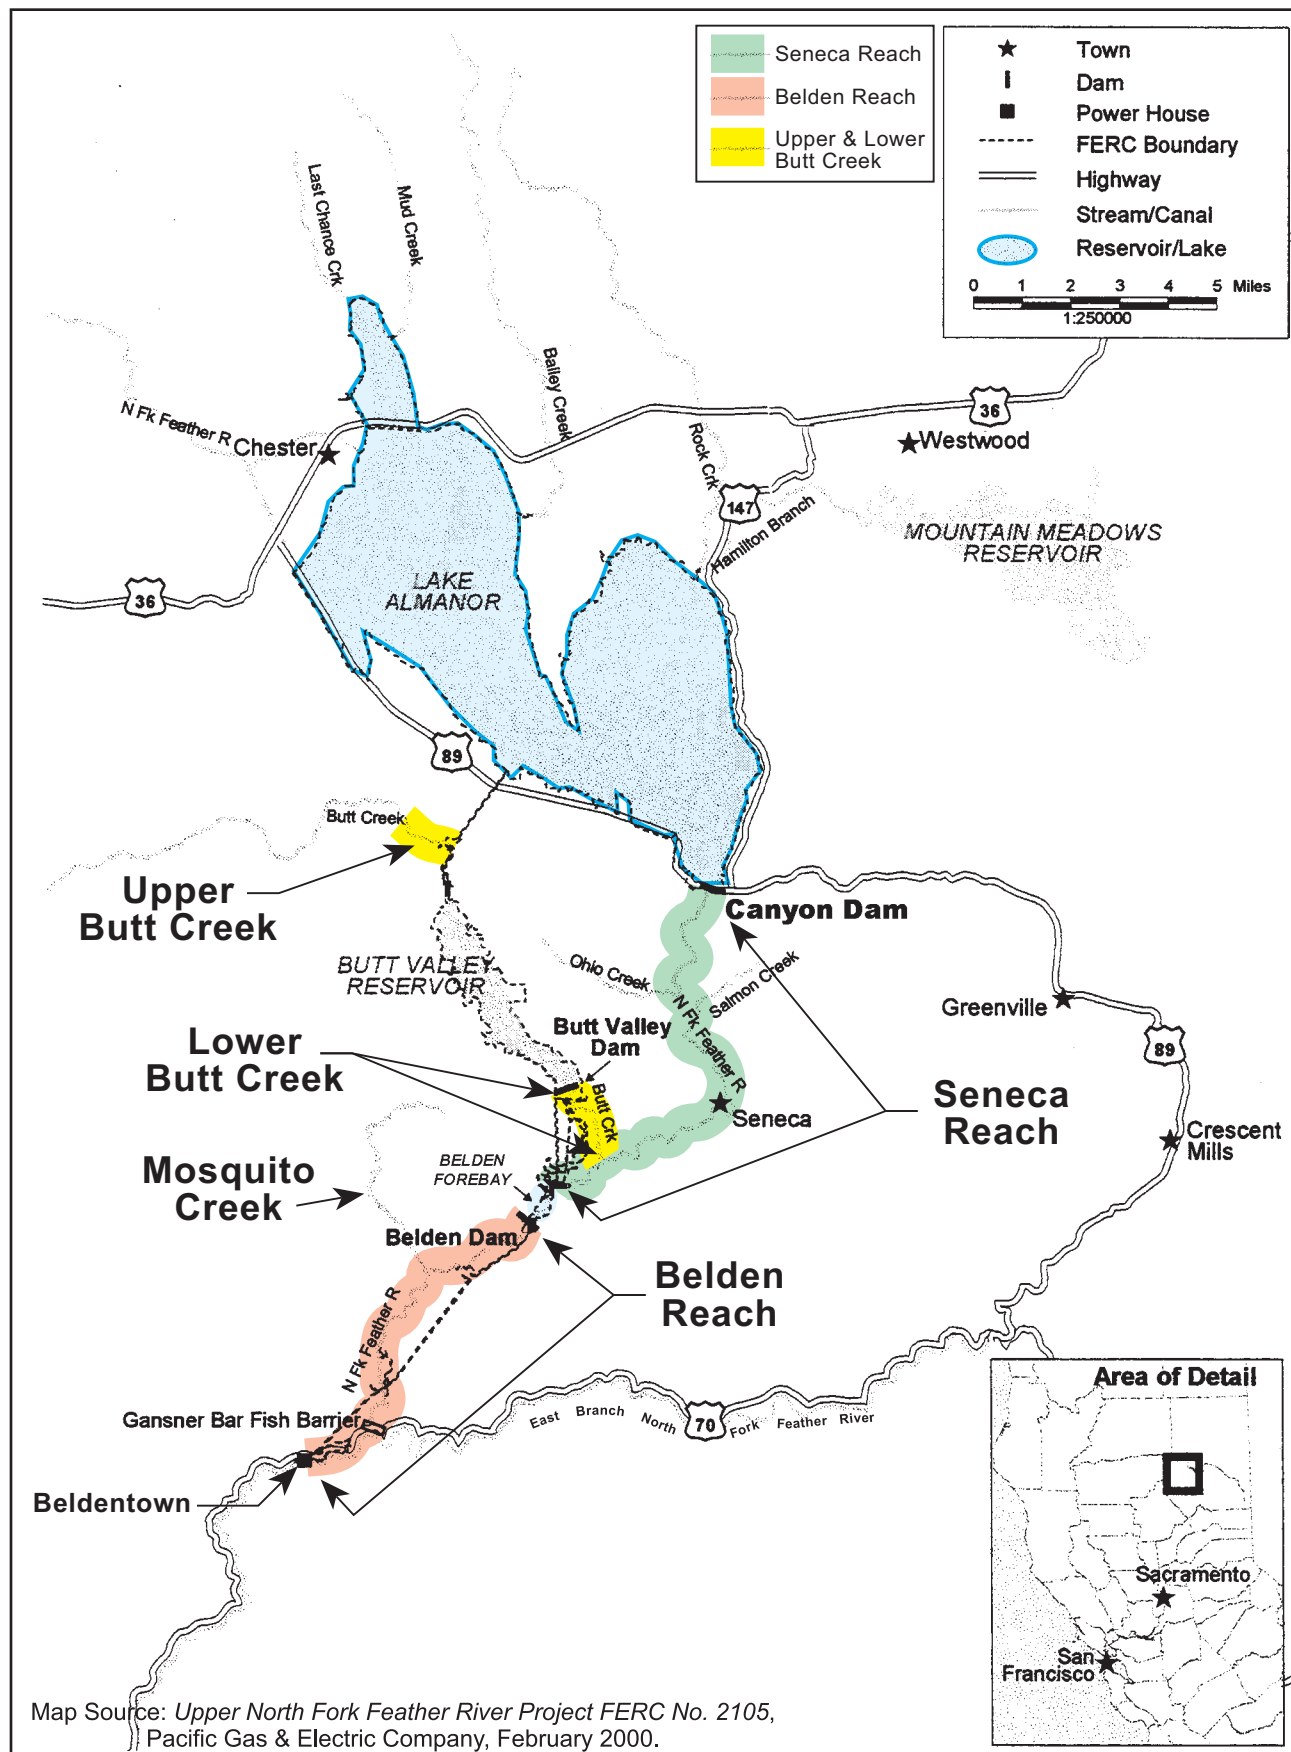 Seneca Reach
Belden Reach
Upper & Lower
Butt Creek
Town
Dam
Power House
FERC Boundary
Highway
Stream/Canal
Reservoir/Lake
0 1 2 3 4 5 Miles
1:250000
Last Chance Crk
Mud Creek
Bailey Creek
Rock Crk
N Fk Feather R
Chester
36
Westwood
147
Hamilton Branch
MOUNTAIN MEADOWS
RESERVOIR
LAKE
ALMANOR
36
89
Butt Creek
Upper
Butt Creek
Canyon Dam
BUTT VALLEY
RESERVOIR
Ohio Creek
Salmon Creek
N Fk Feather R
Greenville
Butt Valley
Dam
Lower
Butt Creek
89
Butt Crk
Seneca
Seneca
Reach
Crescent
Mills
Mosquito
Creek
BELDEN
FOREBAY
Belden Dam
Belden
Reach
N Fk Feather R
Gansner Bar Fish Barrier
East Branch North Fork Feather River
70
Beldentown
Area of Detail
Sacramento
San
Francisco
Map Source: Upper North Fork Feather River Project FERC No. 2105,
Pacific Gas & Electric Company, February 2000.